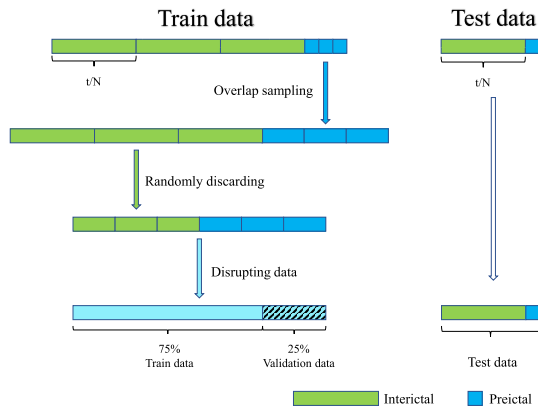 Train data
Test data
t/N
t/N
Overlap sampling
Randomly discarding
Disrupting data
75%
Train data
25%
Validation data
Test data
Interictal
Preictal